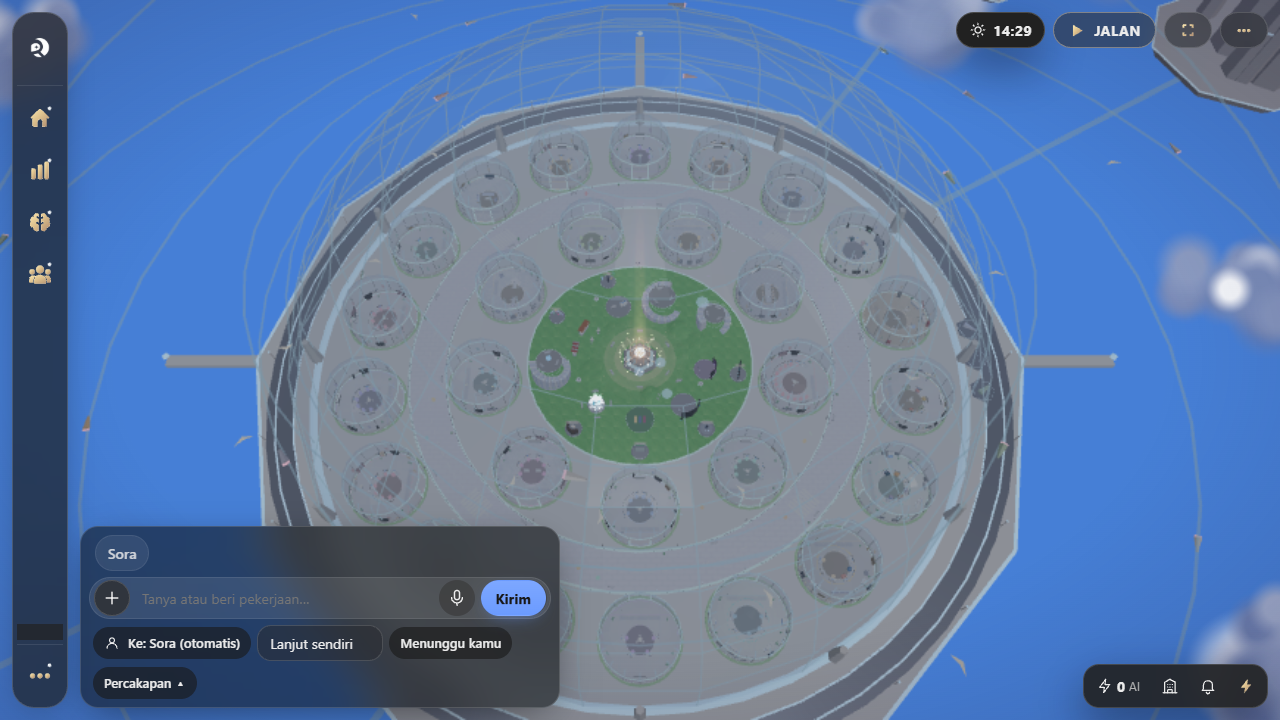 14:29
JALAN
Sora
Tanya atau beri pekerjaan...
Kirim
Ke: Sora (otomatis)
Lanjut sendiri
Menunggu kamu
Percakapan
0 AI